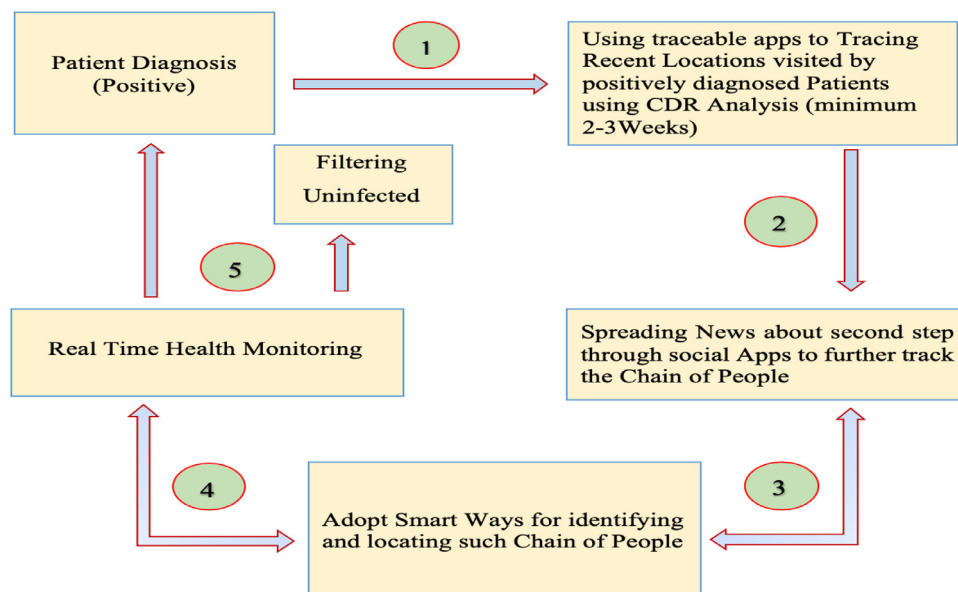 Patient Diagnosis
(Positive)
1
Using traceable apps to Tracing
Recent Locations visited by
positively diagnosed Patients
using CDR Analysis (minimum
2-3Weeks)
Filtering
Uninfected
2
5
Real Time Health Monitoring
Spreading News about second step
through social Apps to further track
the Chain of People
4
3
Adopt Smart Ways for identifying
and locating such Chain of People